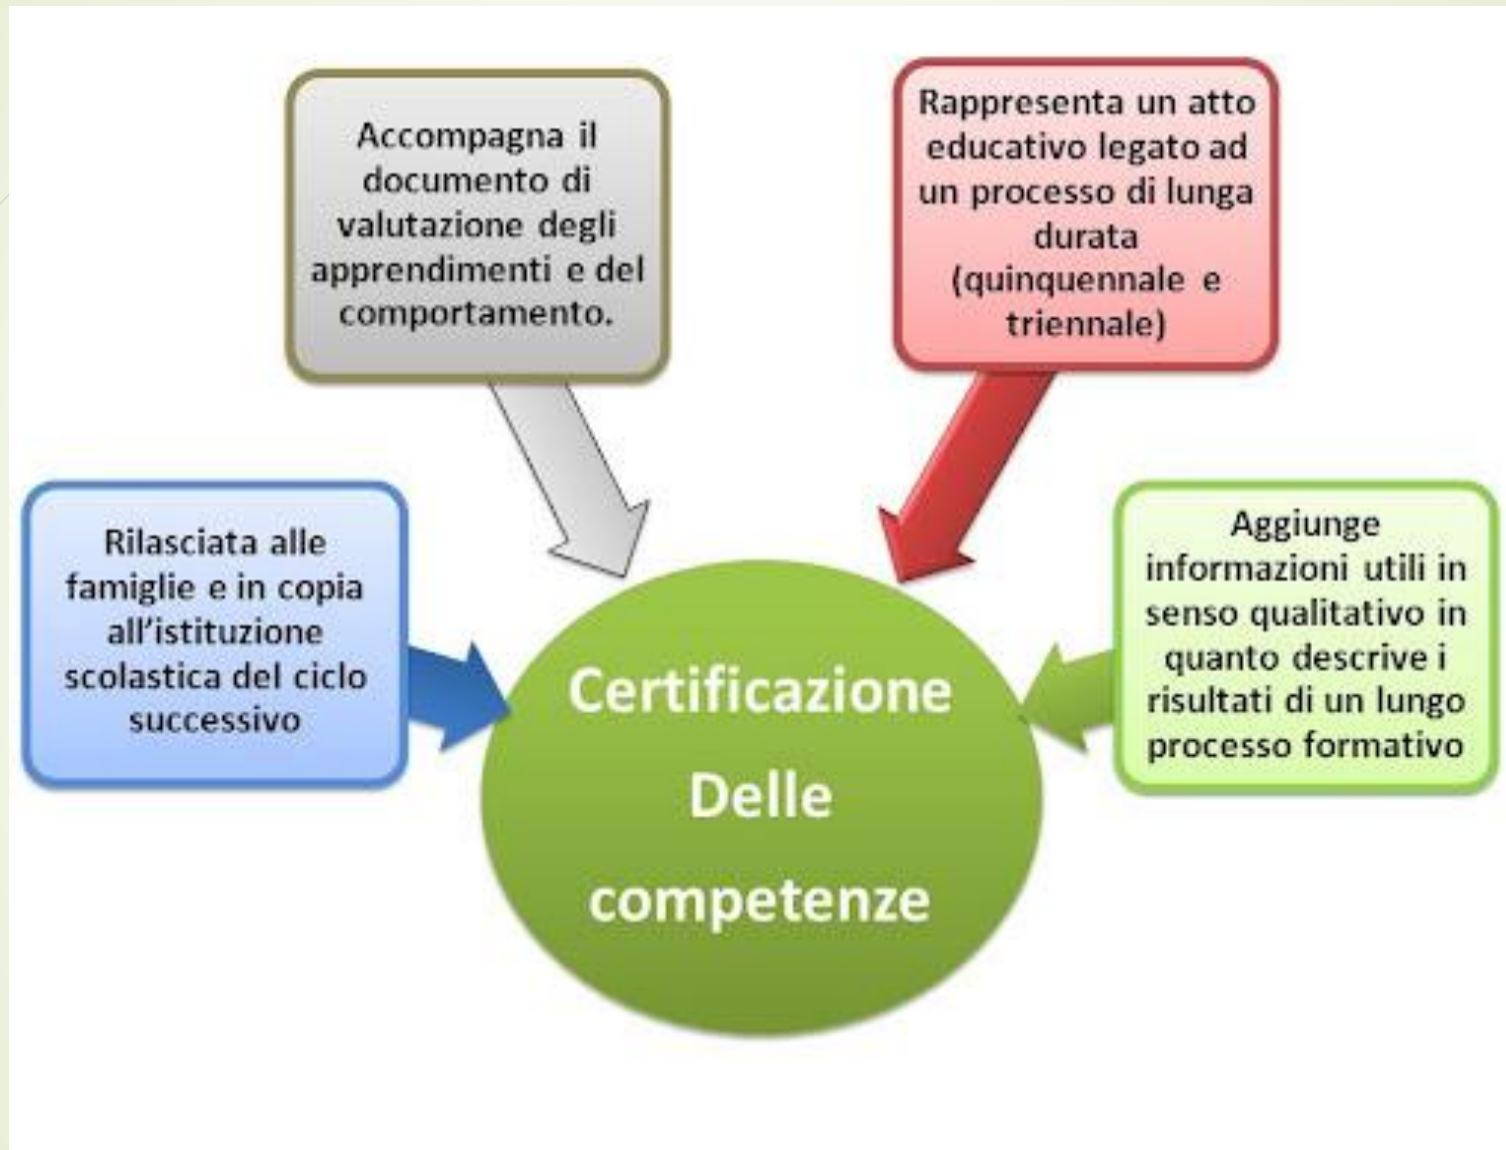 Accompagna il
documento di
valutazione degli
apprendimenti e del
comportamento.
Rappresenta un atto
educativo legato ad
un processo di lunga
durata
(quinquennale e
triennale)
Rilasciata alle
famiglie e in copia
all'istituzione
scolastica del ciclo
successivo
Aggiunge
informazioni utili in
senso qualitativo in
quanto descrive i
risultati di un lungo
processo formativo
Certificazione
Delle
competenze